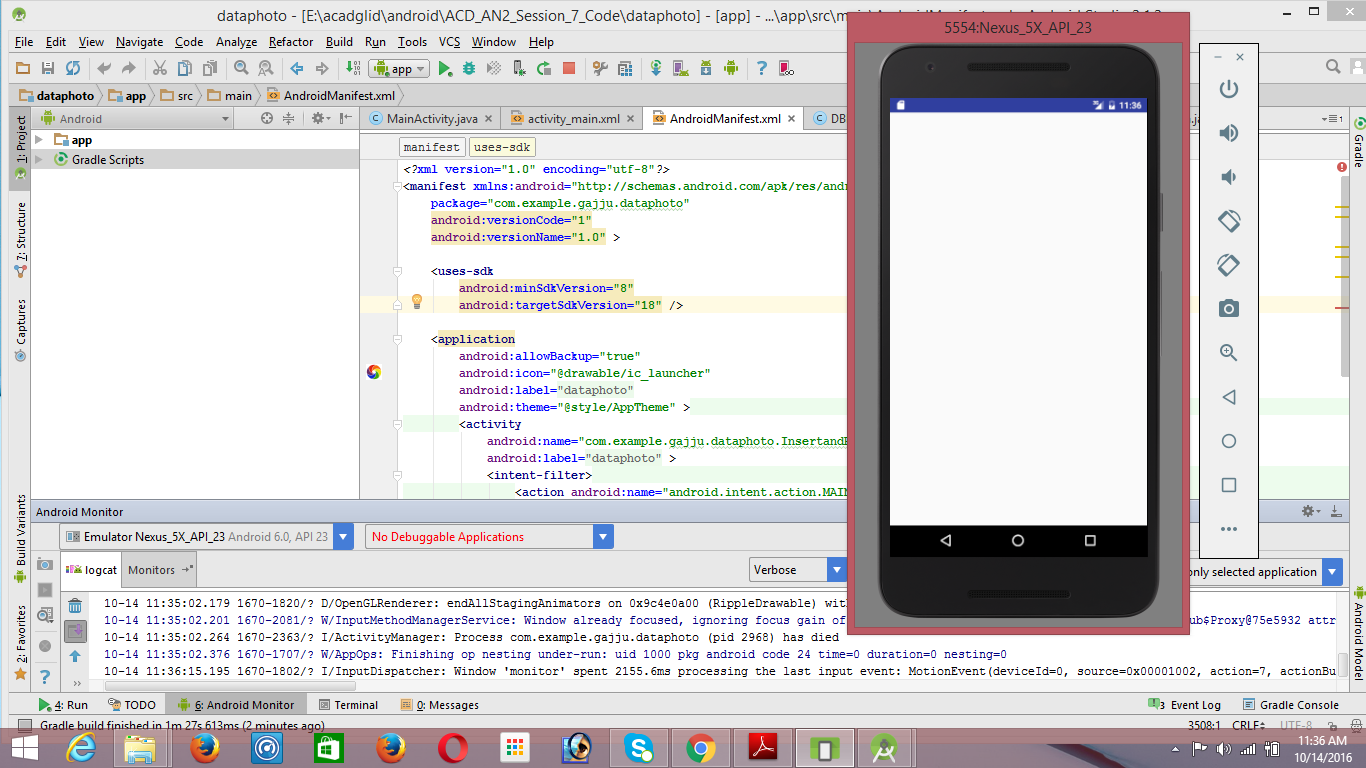 dataphoto - [E:\acadglid\android\ACD_AN2_Session_7_Code\dataphoto] - [app] - ...\app\src\
5554:Nexus_5X_API_23
File Edit View Navigate Code Analyze Refactor Build Run Tools VCS Window Help
app
dataphoto app src main AndroidManifest.xml
Android
MainActivity.java activity_main.xml AndroidManifest.xml DB
1
11:36
manifest uses-sdk
1: Project
7: Structure
Captures
Build Variants
2: Favorites
Gradle
Android Model
app
Gradle Scripts
<?xml version="1.0" encoding="utf-8"?>
<manifest xmlns:android="http://schemas.android.com/apk/res/andr
package="com.example.gajju.dataphoto"
android:versionCode="1"
android:versionName="1.0" >
<uses-sdk
android:minSdkVersion="8"
android:targetSdkVersion="18" />
<application
android:allowBackup="true"
android:icon="@drawable/ic_launcher"
android:label="dataphoto"
android:theme="@style/AppTheme" >
<activity
android:name="com.example.gajju.dataphoto.Insertand
android:label="dataphoto" >
<intent-filter>
<action android:name="android.intent.action.MAIN
Android Monitor
Emulator Nexus_5X_API_23 Android 6.0, API 23 No Debuggable Applications
logcat Monitors Verbose only selected application
10-14 11:35:02.179 1670-1820/? D/OpenGLRenderer: endAllStagingAnimators on 0x9c4e0a00 (RippleDrawable) wit
10-14 11:35:02.201 1670-2081/? W/InputMethodManagerService: Window already focused, ignoring focus gain of ub$Proxy@75e5932 attr
10-14 11:35:02.264 1670-2363/? I/ActivityManager: Process com.example.gajju.dataphoto (pid 2968) has died
10-14 11:35:02.376 1670-1707/? W/AppOps: Finishing op nesting under-run: uid 1000 pkg android code 24 time=0 duration=0 nesting=0
10-14 11:36:15.195 1670-1802/? I/InputDispatcher: Window 'monitor' spent 2155.6ms processing the last input event: MotionEvent(deviceId=0, source=0x00001002, action=7, actionBu
4: Run TODO 6: Android Monitor Terminal 0: Messages 3 Event Log Gradle Console
Gradle build finished in 1m 27s 613ms (2 minutes ago) 3508:1 CRLF UTF-8
11:36 AM
10/14/2016